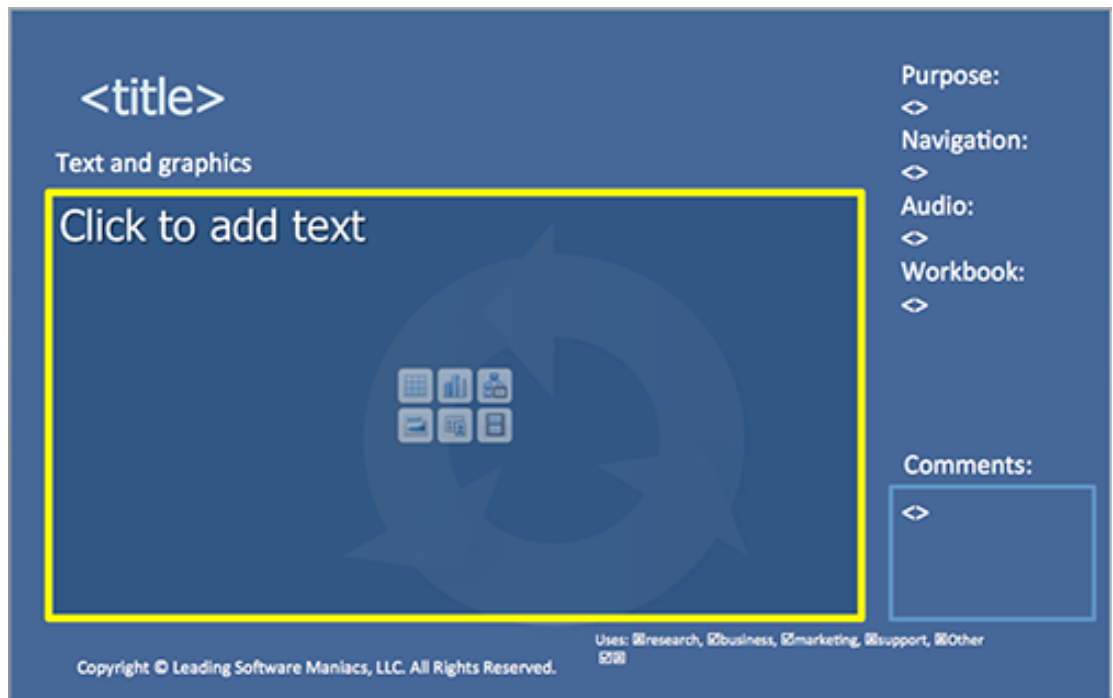 <title>
Text and graphics
Click to add text
Purpose:
<>
Navigation:
<>
Audio:
<>
Workbook:
<>
Comments:
<>
Uses: ☒research, ☑business, ☑marketing, ☒support, ☒Other
☑☒
Copyright © Leading Software Maniacs, LLC. All Rights Reserved.